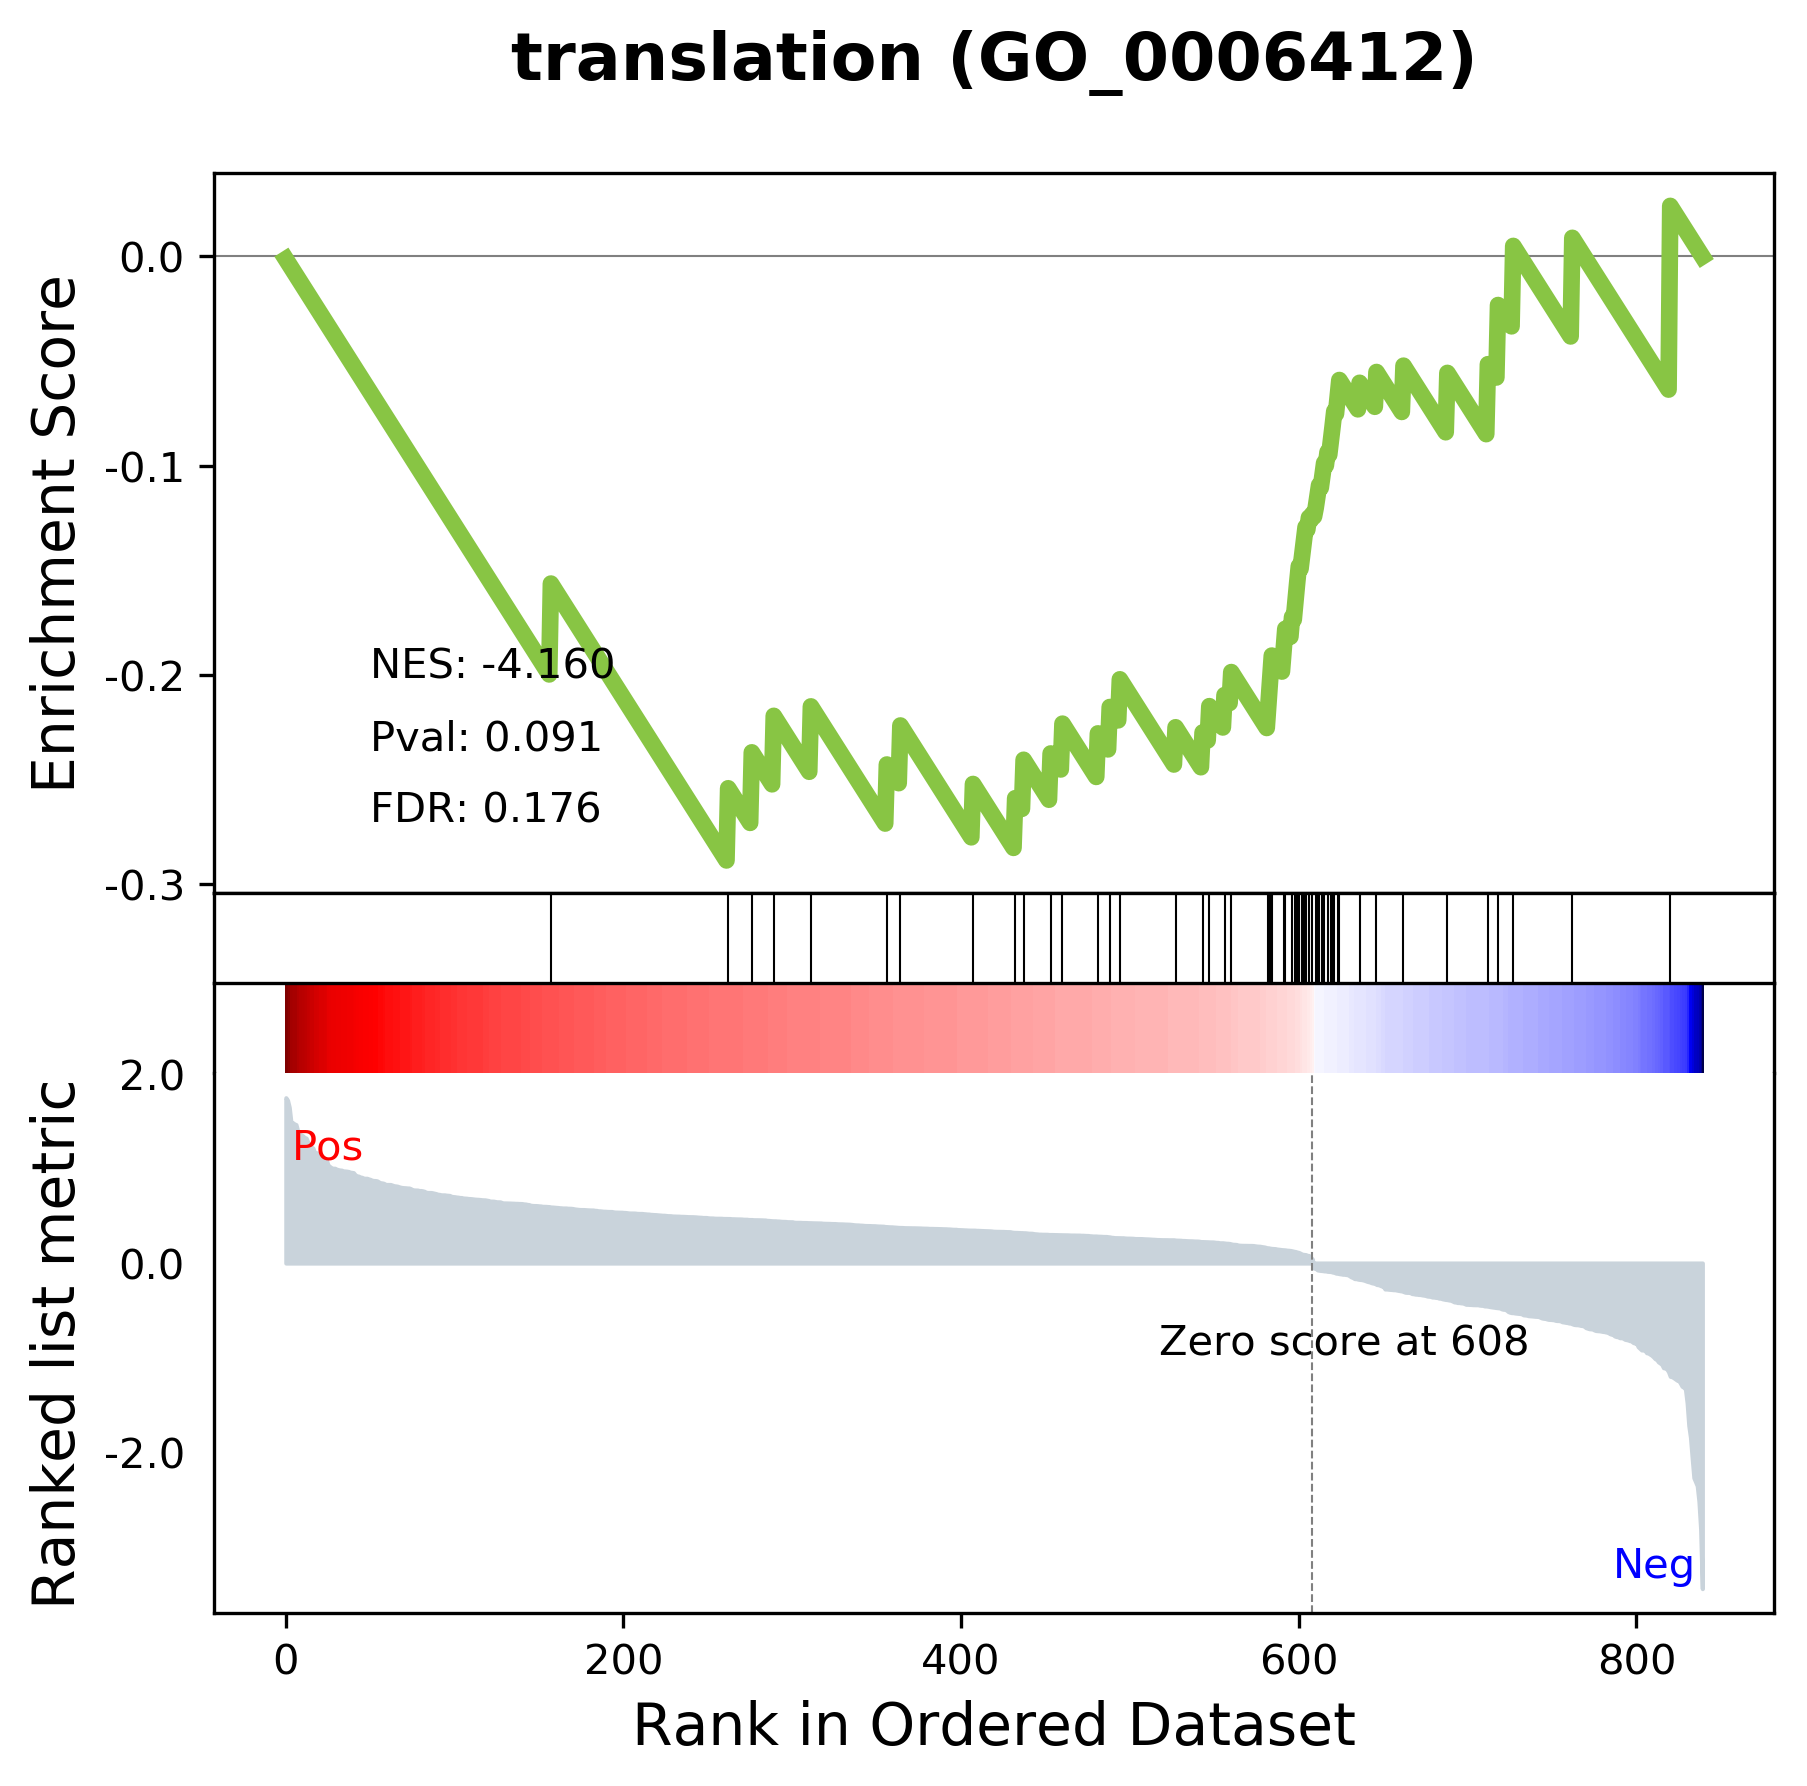 translation (GO_0006412)
Enrichment Score
0.0
-0.1
-0.2
-0.3
NES: -4.160
Pval: 0.091
FDR: 0.176
Ranked list metric
2.0
0.0
-2.0
Pos
Zero score at 608
Neg
0 200 400 600 800
Rank in Ordered Dataset